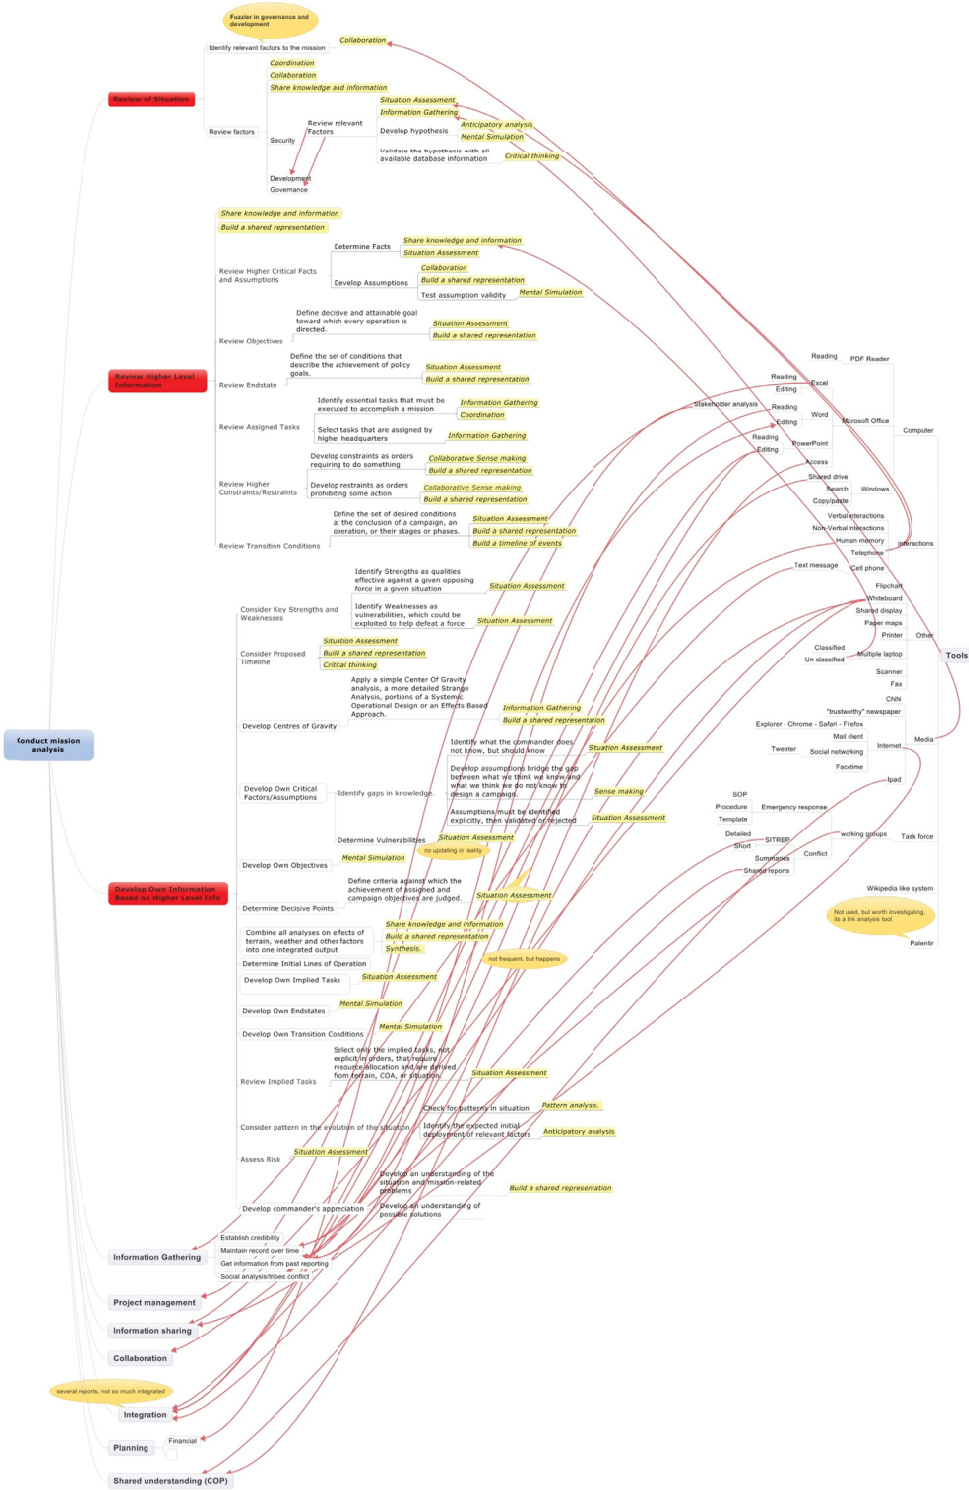 Fuzzier in governance and
development
Identify relevant factors to the mission
Collaboration
Coordination
Collaboration
Share knowledge and information
Review of Situation
Review factors
Security
Review relevant
Factors
Situation Assessment
Information Gathering
Develop hypothesis
Anticipatory analysis
Mental Simulation
Validate the hypothesis with all
available database information
Critical thinking
Development
Governance
Share knowledge and information
Build a shared representation
Review Higher Critical Facts
and Assumptions
Determine Facts
Share knowledge and information
Situation Assessment
Develop Assumptions
Collaboration
Build a shared representation
Test assumption validity
Mental Simulation
Review Objectives
Define decisive and attainable goal
toward which every operation is
directed.
Situation Assessment
Build a shared representation
Review Higher Level
Information
Review Endstate
Define the set of conditions that
describe the achievement of policy
goals.
Situation Assessment
Build a shared representation
Review Assigned Tasks
Identify essential tasks that must be
executed to accomplish a mission
Information Gathering
Coordination
Select tasks that are assigned by
higher headquarters
Information Gathering
Review Higher
Constraints/Restraints
Develop constraints as orders
requiring to do something
Collaborative Sense making
Build a shared representation
Develop restraints as orders
prohibiting some action
Collaborative Sense making
Build a shared representation
Review Transition Conditions
Define the set of desired conditions
at the conclusion of a campaign, an
operation, or their stages or phases.
Situation Assessment
Build a shared representation
Build a timeline of events
Consider Key Strengths and
Weaknesses
Identify Strengths as qualities
effective against a given opposing
force in a given situation
Situation Assessment
Identify Weaknesses as
vulnerabilities, which could be
exploited to help defeat a force
Situation Assessment
Consider Proposed
Timeline
Situation Assessment
Build a shared representation
Critical thinking
Develop Centres of Gravity
Apply a simple Center Of Gravity
analysis, a more detailed Strange
Analysis, portions of a Systemic
Operational Design or an Effects Based
Approach.
Information Gathering
Build a shared representation
Conduct mission
analysis
Develop Own Critical
Factors/Assumptions
Identify gaps in knowledge.
Identify what the commander does
not know, but should know
Situation Assessment
Develop assumptions bridge the gap
between what we think we know and
what we think we do not know to
design a campaign.
Sense making
Assumptions must be identified
explicitly, then validated or rejected
Situation Assessment
Determine Vulnerabilities
Situation Assessment
no updating in reality
Develop Own Objectives
Mental Simulation
Develop Own Information
Based on Higher Level Info
Determine Decisive Points
Define criteria against which the
achievement of assigned and
campaign objectives are judged.
Situation Assessment
Combine all analyses on efects of
terrain, weather and other factors
into one integrated output
Share knowledge and information
Build a shared representation
Synthesis.
not frequent, but happens
Determine Initial Lines of Operation
Develop Own Implied Tasks
Situation Assessment
Develop Own Endstates
Mental Simulation
Develop Own Transition Conditions
Mental Simulation
Review Implied Tasks
Select only the implied tasks, not
explicit in orders, that require
resource allocation and are derived
from terrain, COA, or situation.
Situation Assessment
Consider pattern in the evolution of the situation
Check for patterns in situation
Pattern analysis.
Identify the expected initial
deployment of relevant factors
Anticipatory analysis
Assess Risk
Situation Assessment
Develop commander's appreciation
Develop an understanding of the
situation and mission-related
problems
Build a shared representation
Develop an understanding of
possible solutions
Information Gathering
Establish credibility
Maintain record over time
Get information from past reporting
Social analysis/tribes conflict
Project management
Information sharing
Collaboration
several reports, not so much integrated
Integration
Planning
Financial
Shared understanding (COP)
Tools
Computer
PDF Reader
Reading
Microsoft Office
Excel
Reading
Editing
Stakeholder analysis
Word
Reading
Editing
PowerPoint
Reading
Editing
Access
Windows
Shared drive
Search
Copy/paste
Interactions
Verbal interactions
Non-Verbal interactions
Human memory
Telephone
Cell phone
Text message
Other
Flipchart
Whiteboard
Shared display
Paper maps
Printer
Multiple laptop
Classified
Un classified
Scanner
Fax
Media
CNN
"trustworthy" newspaper
Internet
Explorer - Chrome - Safari - Firefox
Mail client
Social networking
Tweeter
Facetime
Ipad
Task force
working groups
Emergency response
SOP
Procedure
Template
Conflict
SITREP
Detailed
Short
Summaries
Shared repors
Wikipedia like system
Not used, but worth investigating,
its a link analysis tool
Palentir